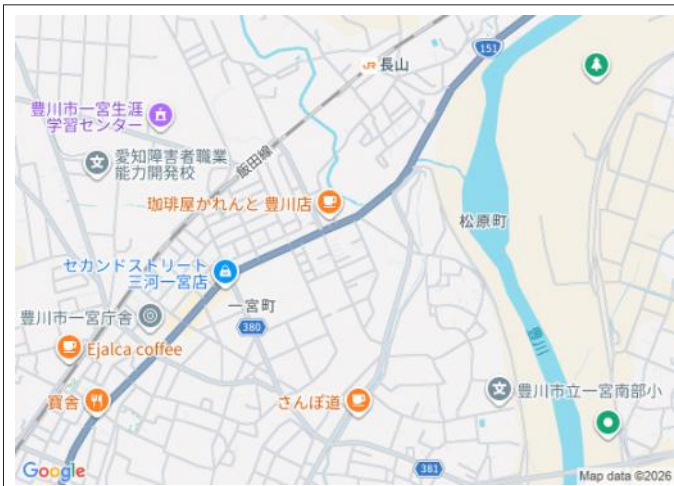 151
JR 長山
豊川市一宮生涯
学習センター
愛知障害者職業
能力開発校
飯田線
珈琲屋かれんと 豊川店
松原町
セカンドストリート
三河一宮店
一宮町
豊川市一宮庁舎
380
Ejalca coffee
豊川
寶舎
さんぽ道
豊川市立一宮南部小
381
Google
Map data ©2026